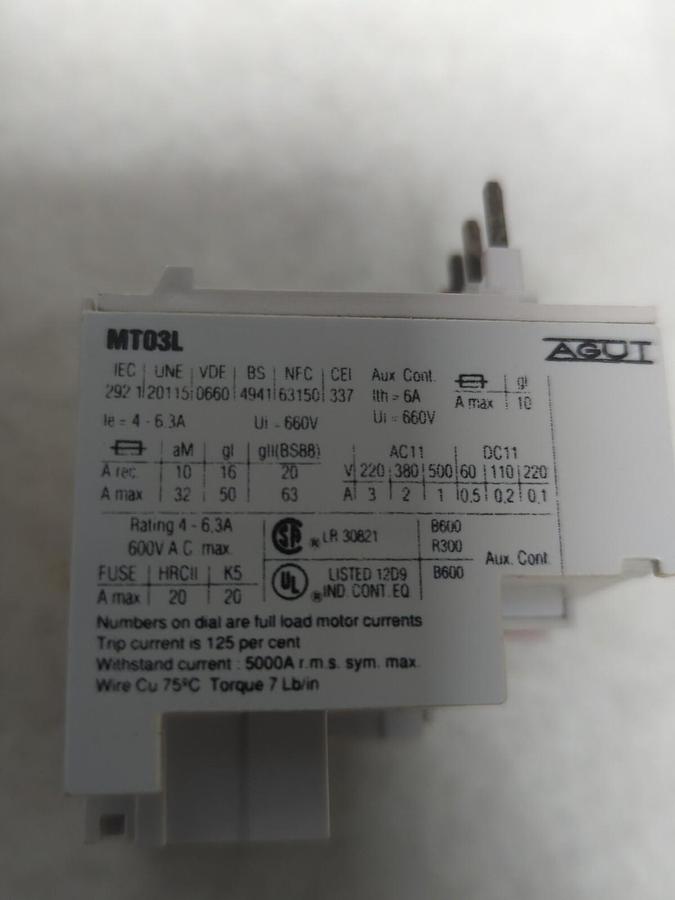 MT03L
AGUT
IEC UNE VDE BS NFC CEI
292 1 20115 0660 4941 63150 337
Ie = 4 - 6.3A Ui - 660V
Aux Cont.
Ith = 6A
Ui = 660V
gI
A max 10
aM gI gII(BS88)
A rec. 10 16 20
A max 32 50 63
AC11 DC11
V 220 380 500 60 110 220
A 3 2 1 0,5 0,2 0,1
Rating 4 - 6,3A
600V A.C. max.
FUSE HRCII K5
A max 20 20
SA ® LR 30821
UL ® LISTED 12D9
IND. CONT. EQ
B600
R300
B600
Aux. Cont.
Numbers on dial are full load motor currents
Trip current is 125 per cent
Withstand current : 5000A r.m.s. sym. max.
Wire Cu 75ºC Torque 7 Lb/in